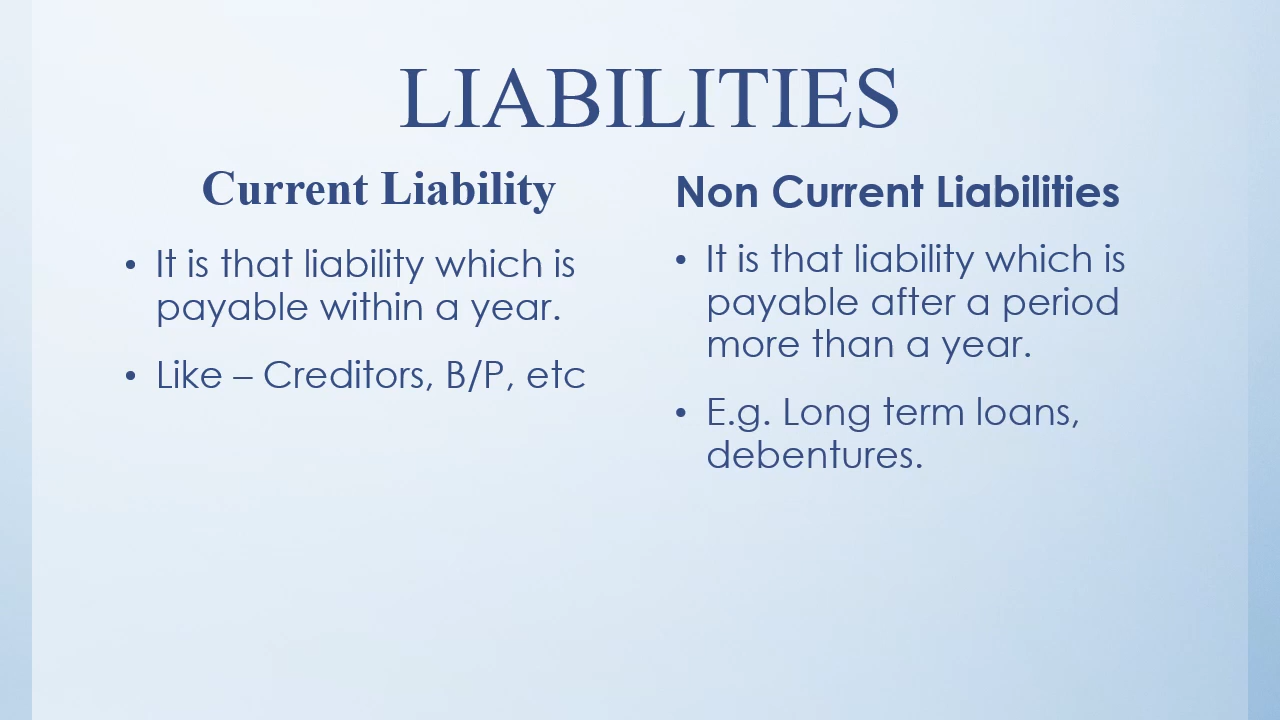 LIABILITIES
Current Liability
• It is that liability which is
payable within a year.
• Like – Creditors, B/P, etc
Non Current Liabilities
• It is that liability which is
payable after a period
more than a year.
• E.g. Long term loans,
debentures.